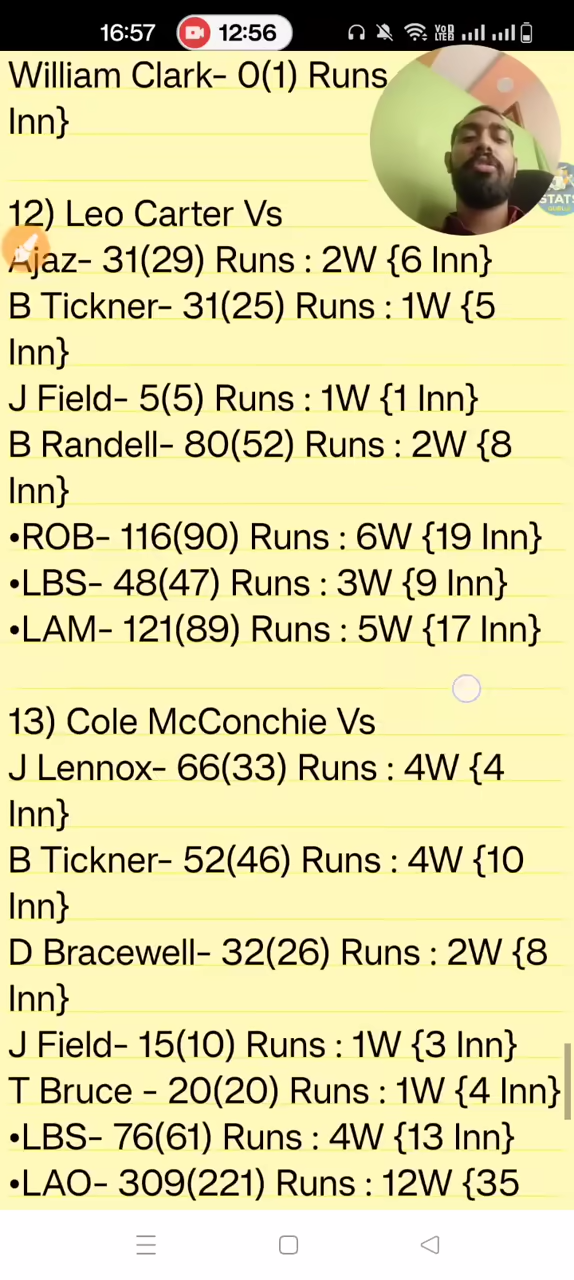 16:57 12:56 VoD LTE2
William Clark- 0(1) Runs
Inn}
STATS
12) Leo Carter Vs
Ajaz- 31(29) Runs : 2W {6 Inn}
B Tickner- 31(25) Runs : 1W {5
Inn}
J Field- 5(5) Runs : 1W {1 Inn}
B Randell- 80(52) Runs : 2W {8
Inn}
•ROB- 116(90) Runs : 6W {19 Inn}
•LBS- 48(47) Runs : 3W {9 Inn}
•LAM- 121(89) Runs : 5W {17 Inn}
13) Cole McConchie Vs
J Lennox- 66(33) Runs : 4W {4
Inn}
B Tickner- 52(46) Runs : 4W {10
Inn}
D Bracewell- 32(26) Runs : 2W {8
Inn}
J Field- 15(10) Runs : 1W {3 Inn}
T Bruce - 20(20) Runs : 1W {4 Inn}
•LBS- 76(61) Runs : 4W {13 Inn}
•LAO- 309(221) Runs : 12W {35